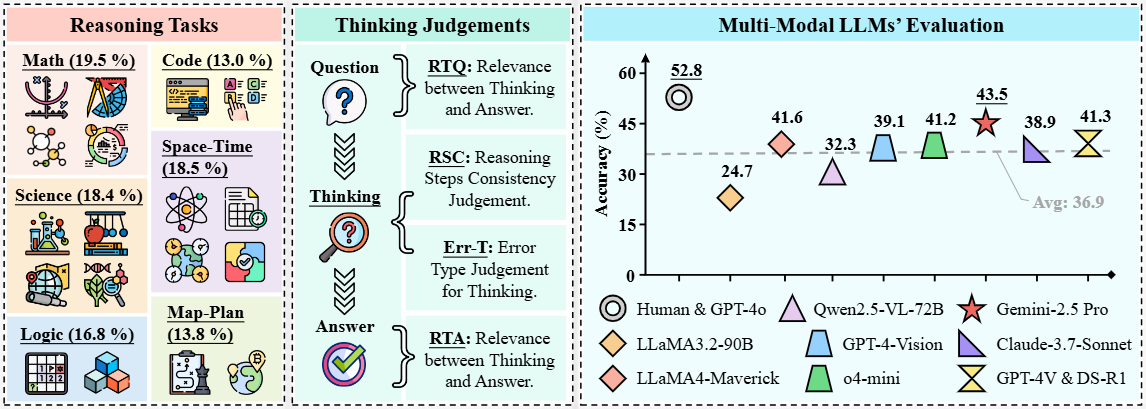 Reasoning Tasks
Math (19.5 %)
Code (13.0 %)
Space-Time
(18.5 %)
Science (18.4 %)
Map-Plan
(13.8 %)
Logic (16.8 %)
Thinking Judgements
Question
RTQ: Relevance
between Thinking
and Answer.
RSC: Reasoning
Steps Consistency
Judgement.
Thinking
Err-T: Error
Type Judgement
for Thinking.
Answer
RTA: Relevance
between Thinking
and Answer.
Multi-Modal LLMs’ Evaluation
Accuracy (%)
60
45
30
15
0
52.8
24.7
41.6
32.3
39.1
41.2
43.5
38.9
41.3
Avg: 36.9
Human & GPT-4o
Qwen2.5-VL-72B
Gemini-2.5 Pro
LLaMA3.2-90B
GPT-4-Vision
Claude-3.7-Sonnet
LLaMA4-Maverick
o4-mini
GPT-4V & DS-R1